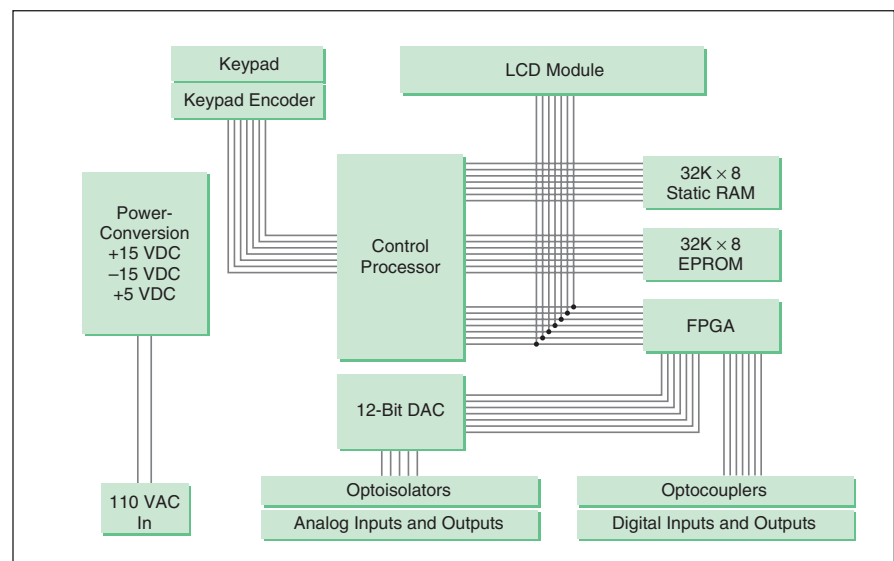 Keypad
Keypad Encoder
LCD Module
Power-
Conversion
+15 VDC
–15 VDC
+5 VDC
Control
Processor
32K × 8
Static RAM
32K × 8
EPROM
FPGA
12-Bit DAC
110 VAC
In
Optoisolators
Analog Inputs and Outputs
Optocouplers
Digital Inputs and Outputs